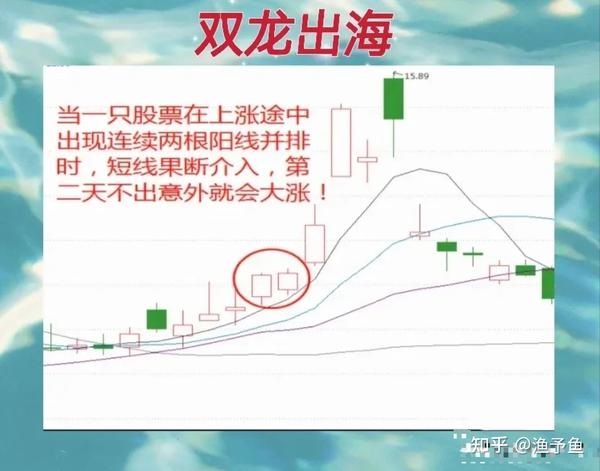 双龙出海
15.89
当一只股票在上涨途中
出现连续两根阳线并排
时，短线果断介入，第
二天不出意外就会大涨！
知乎 @渔予鱼